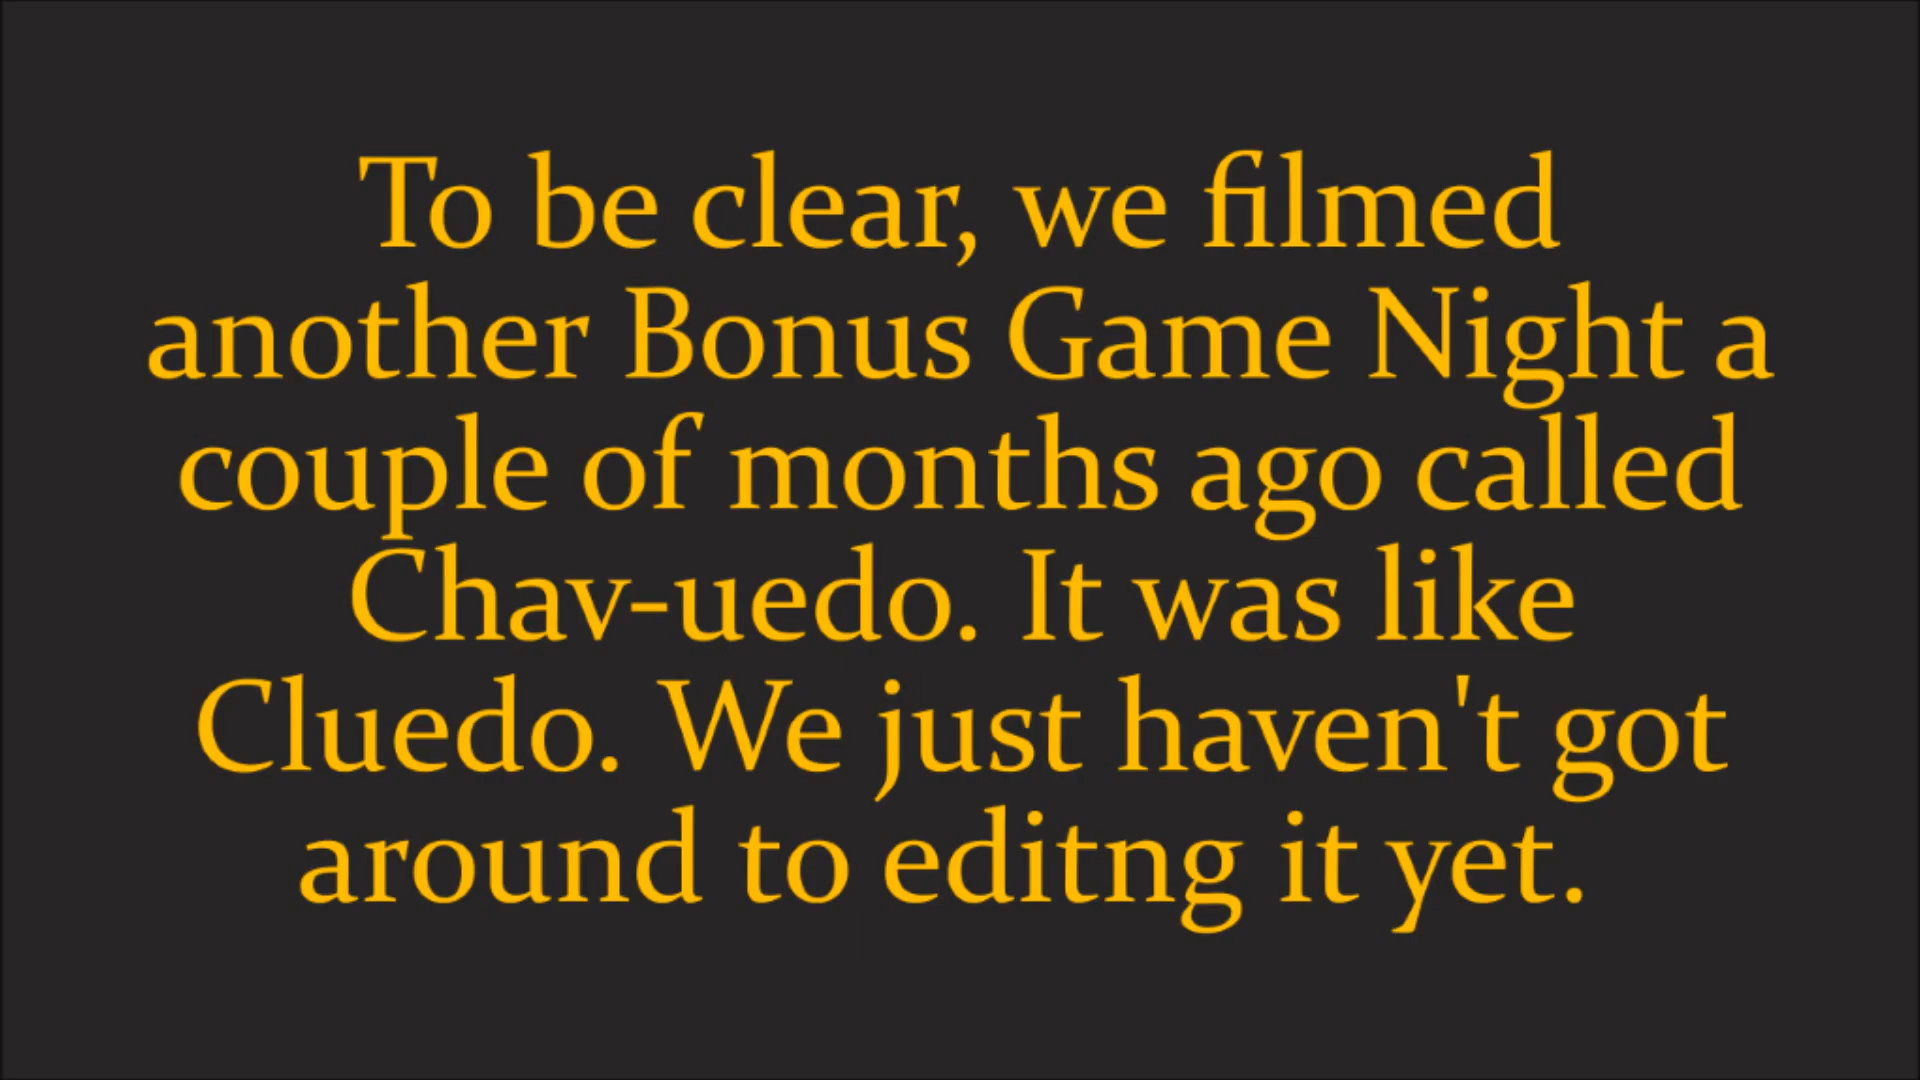 To be clear, we filmed
another Bonus Game Night a
couple of months ago called
Chav-uedo. It was like
Cluedo. We just haven't got
around to editng it yet.